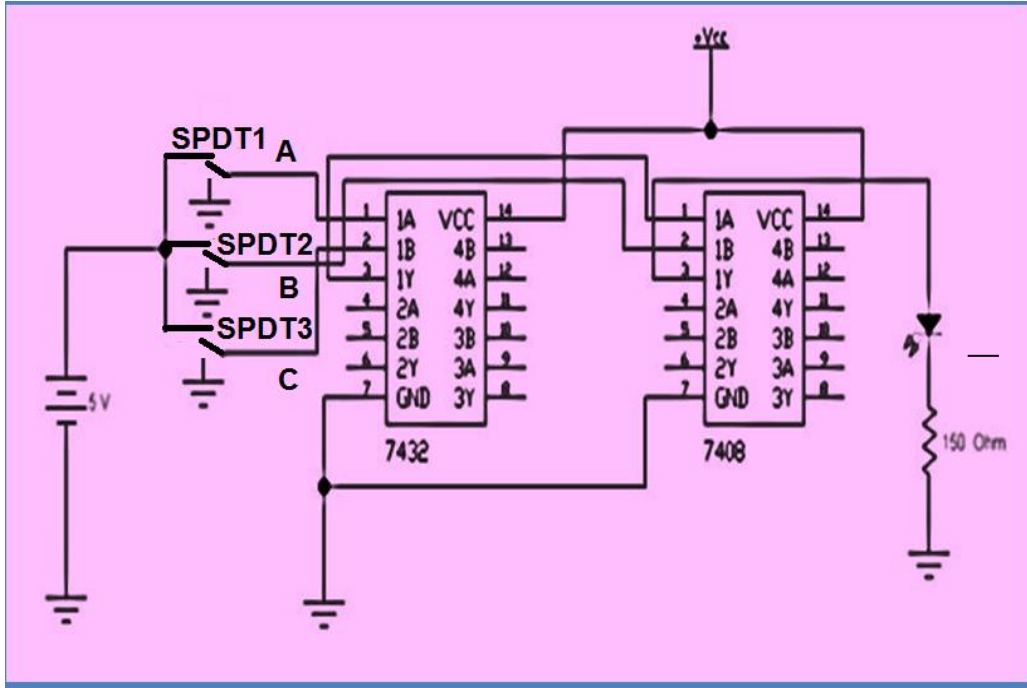 +Vcc
SPDT1
A
SPDT2
B
SPDT3
C
5 V
1 1A VCC 14
2 1B 4B 13
3 1Y 4A 12
4 2A 4Y 11
5 2B 3B 10
6 2Y 3A 9
7 GND 3Y 8
7432
1 1A VCC 14
2 1B 4B 13
3 1Y 4A 12
4 2A 4Y 11
5 2B 3B 10
6 2Y 3A 9
7 GND 3Y 8
7408
150 Ohm